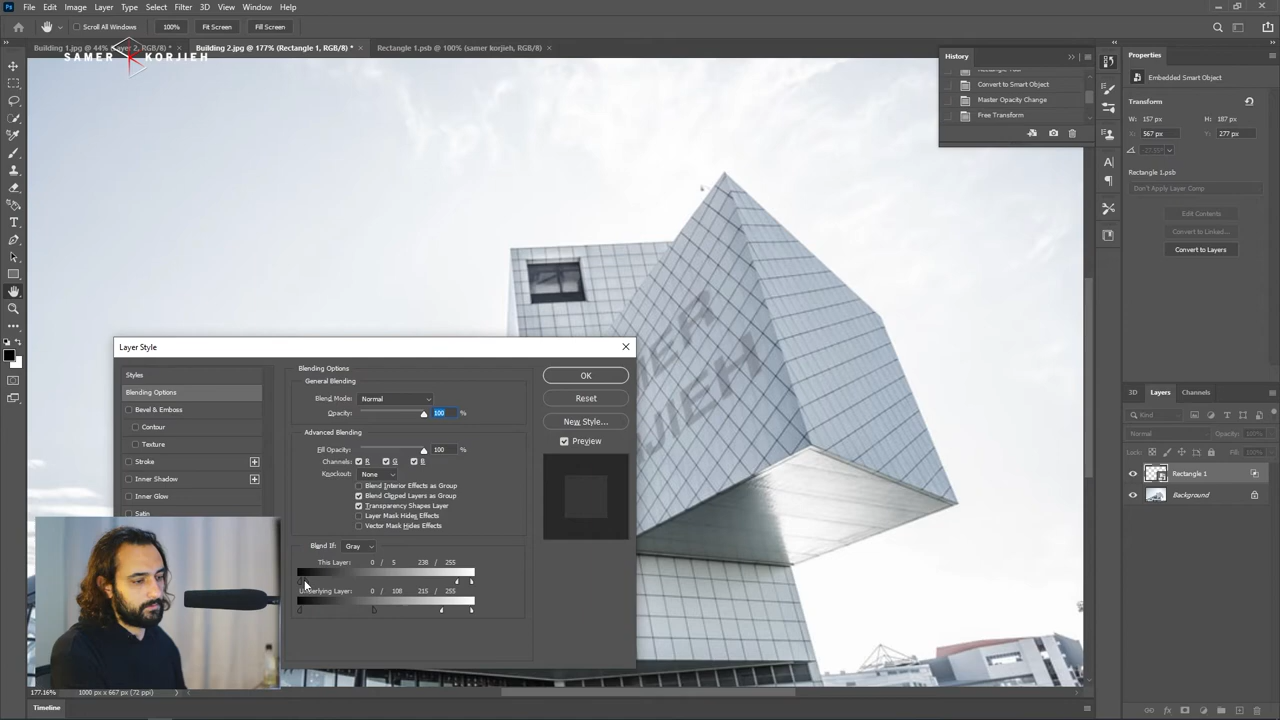 File Edit Image Layer Type Select Filter 3D View Window Help
Scroll All Windows 100% Fit Screen Fill Screen
Building 2.jpg @ 177% (Rectangle 1, RGB/8) * Rectangle 1.psb @ 100% (samer korjieh, RGB/8)
SAMER KORJIEH
History
Convert to Smart Object
Master Opacity Change
Free Transform
Properties
Embedded Smart Object
Transform
W: 157 px H: 187 px
X: 567 px Y: 277 px
Rectangle 1.psb
Don't Apply Layer Comp
Edit Contents
Convert to Linked...
Convert to Layers
Layer Style
Styles
Blending Options
Bevel & Emboss
Contour
Texture
Stroke
Inner Shadow
Inner Glow
Satin
Blending Options
General Blending
Blend Mode: Normal
Opacity: 100 %
Advanced Blending
Fill Opacity: 100 %
Channels: R G B
Knockout: None
Blend Interior Effects as Group
Blend Clipped Layers as Group
Transparency Shapes Layer
Layer Mask Hides Effects
Vector Mask Hides Effects
Blend If: Gray
This Layer: 0 / 5 238 / 255
Underlying Layer: 0 / 108 215 / 255
OK
Reset
New Style...
Preview
3D Layers Channels
Kind
Normal Opacity: 100%
Lock: Fill: 100%
Rectangle 1
Background
177.16% 1000 px x 667 px (72 ppi)
Timeline